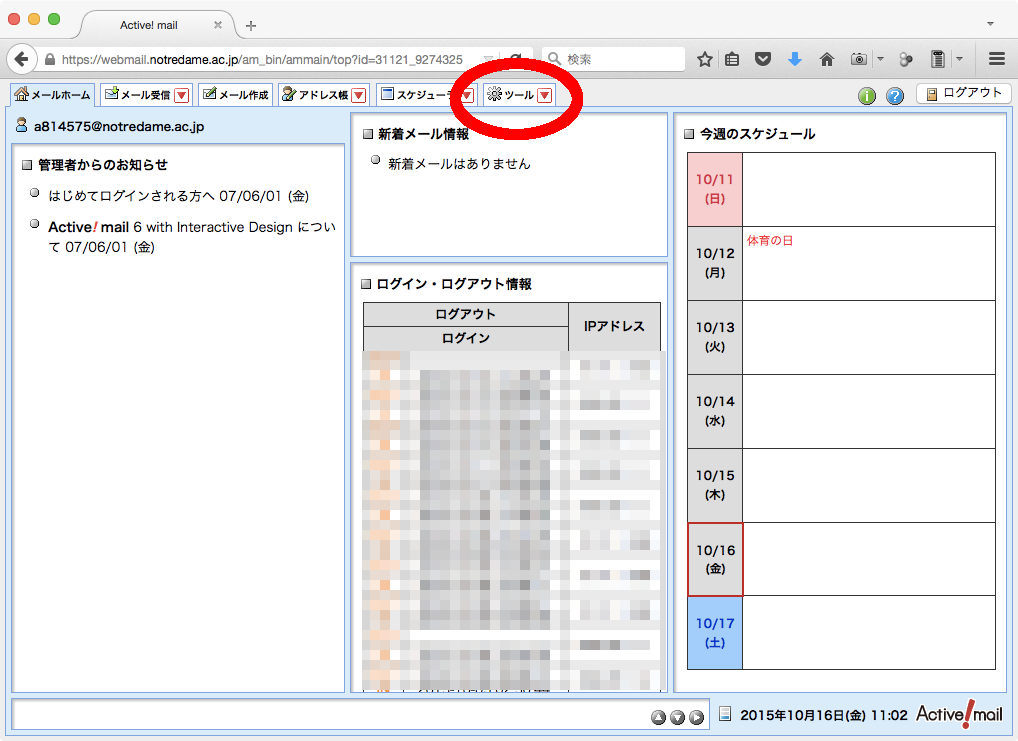 Active! mail
https://webmail.notredame.ac.jp/am_bin/ammain/top?id=31121_9274325
検索
メールホーム
メール受信
メール作成
アドレス帳
スケジュー
ツール
ログアウト
a814575@notredame.ac.jp
管理者からのお知らせ
はじめてログインされる方へ 07/06/01 (金)
Active! mail 6 with Interactive Design につい
て 07/06/01 (金)
新着メール情報
新着メールはありません
ログイン・ログアウト情報
ログアウト
ログイン
IPアドレス
今週のスケジュール
10/11
(日)
10/12
(月)
体育の日
10/13
(火)
10/14
(水)
10/15
(木)
10/16
(金)
10/17
(土)
2015年10月16日(金) 11:02
Active! mail